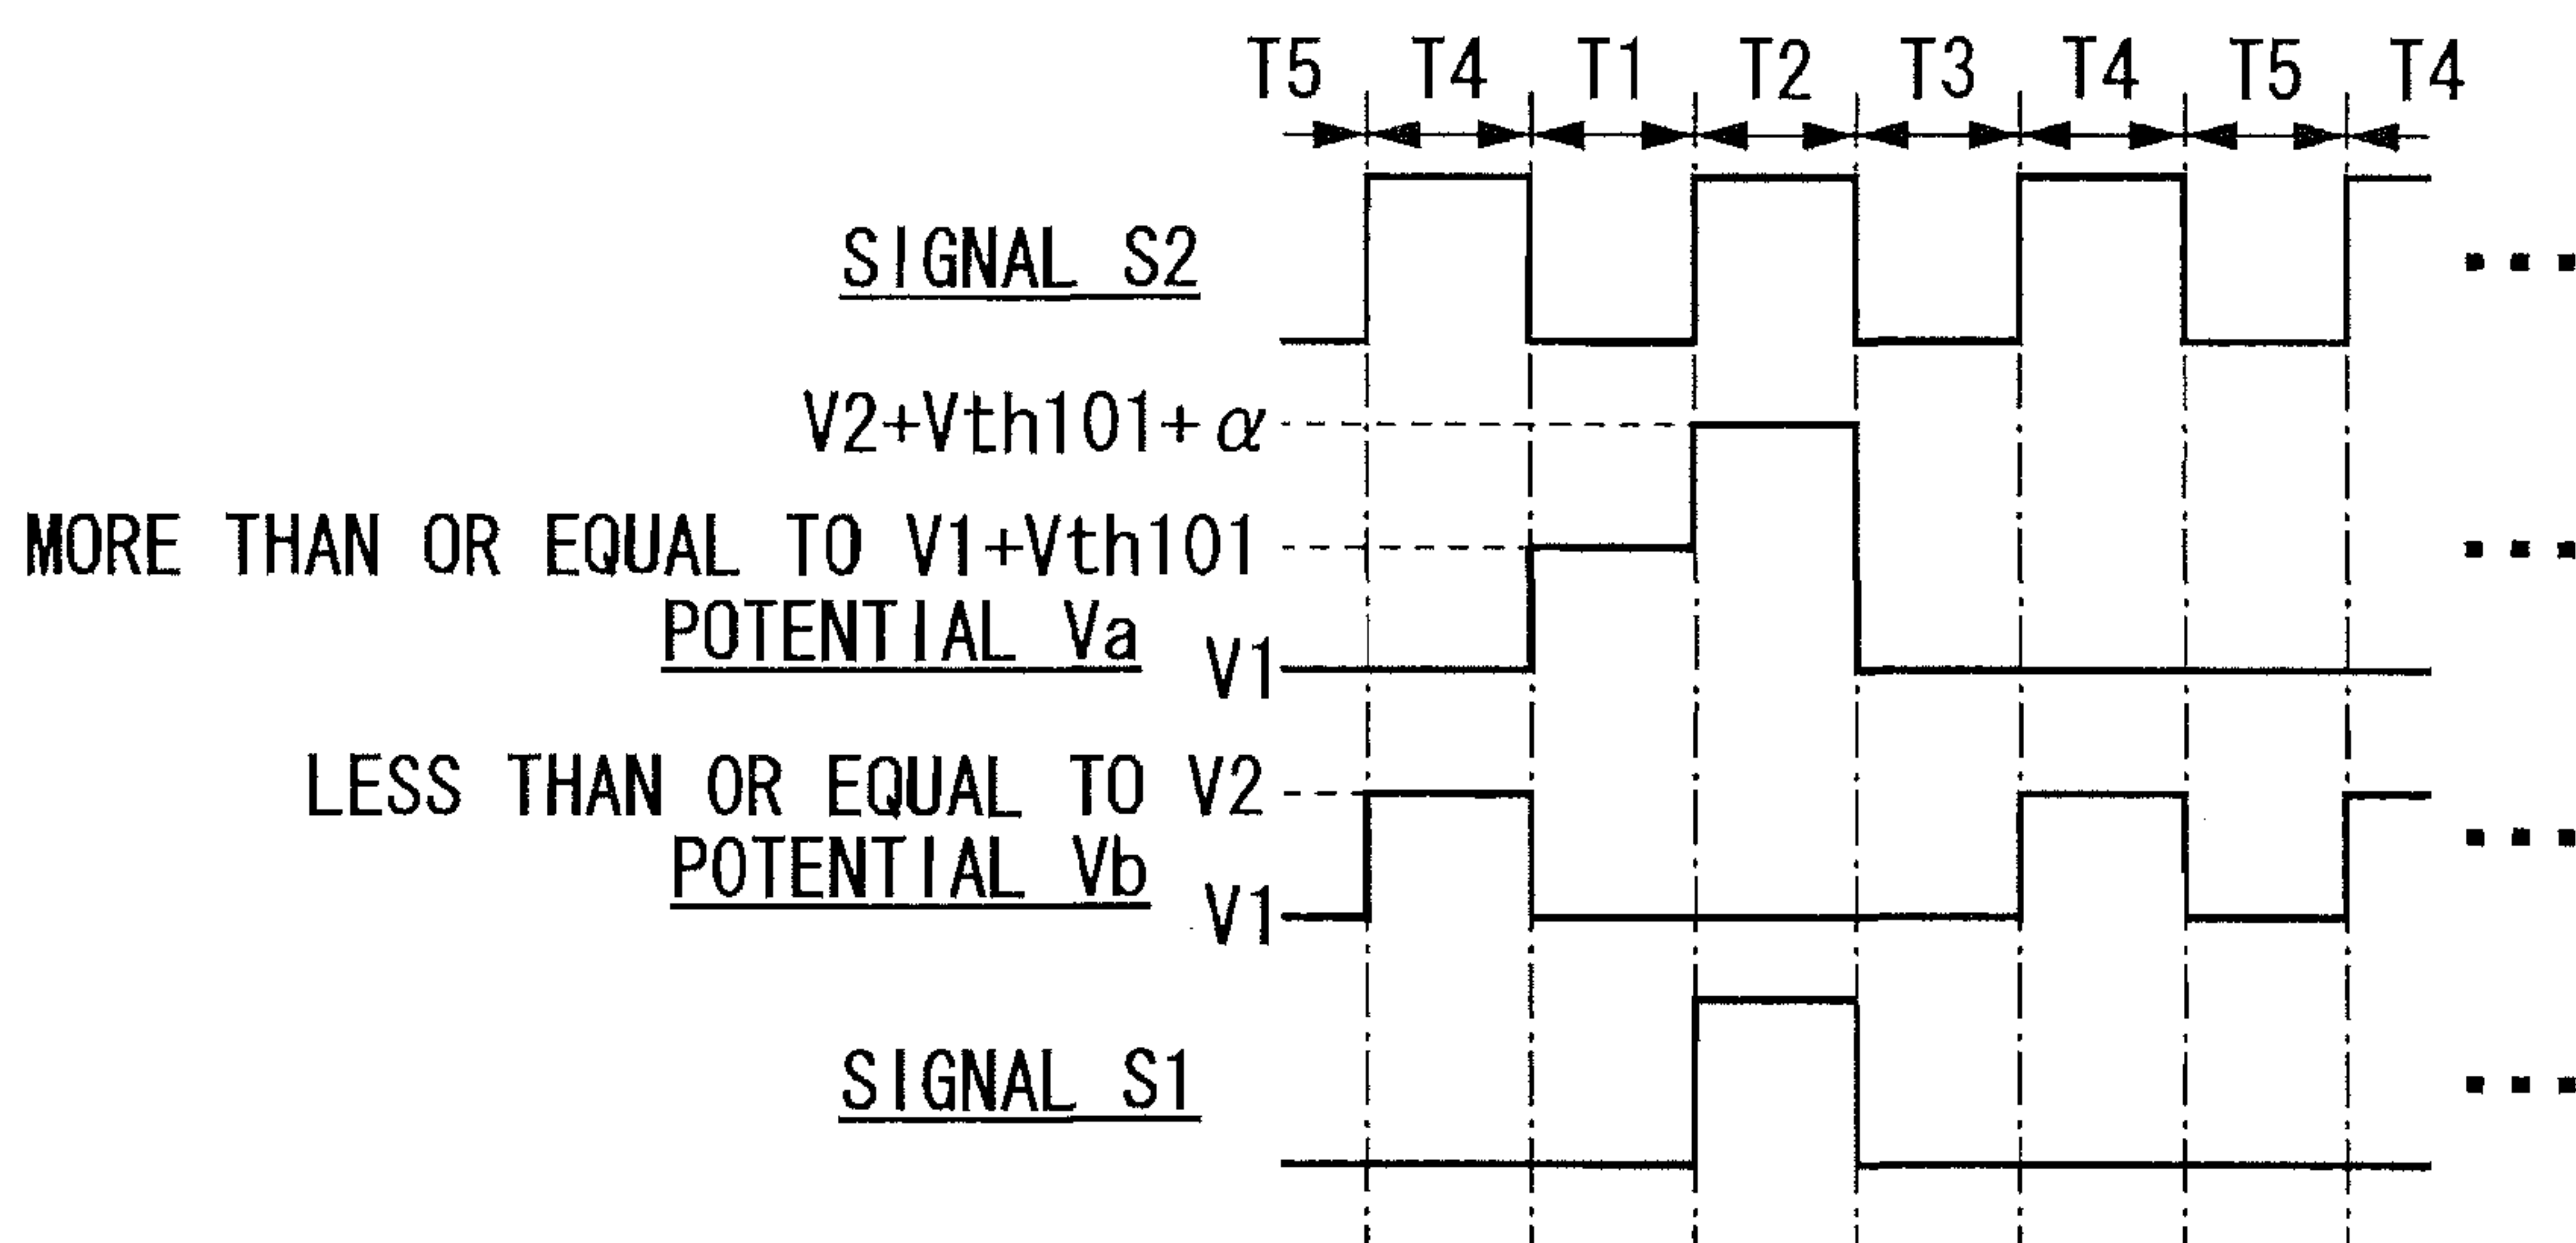 T5 T4 T1 T2 T3 T4 T5 T4
SIGNAL S2
V2+Vth101+α
MORE THAN OR EQUAL TO V1+Vth101
POTENTIAL Va
V1
LESS THAN OR EQUAL TO V2
POTENTIAL Vb
V1
SIGNAL S1